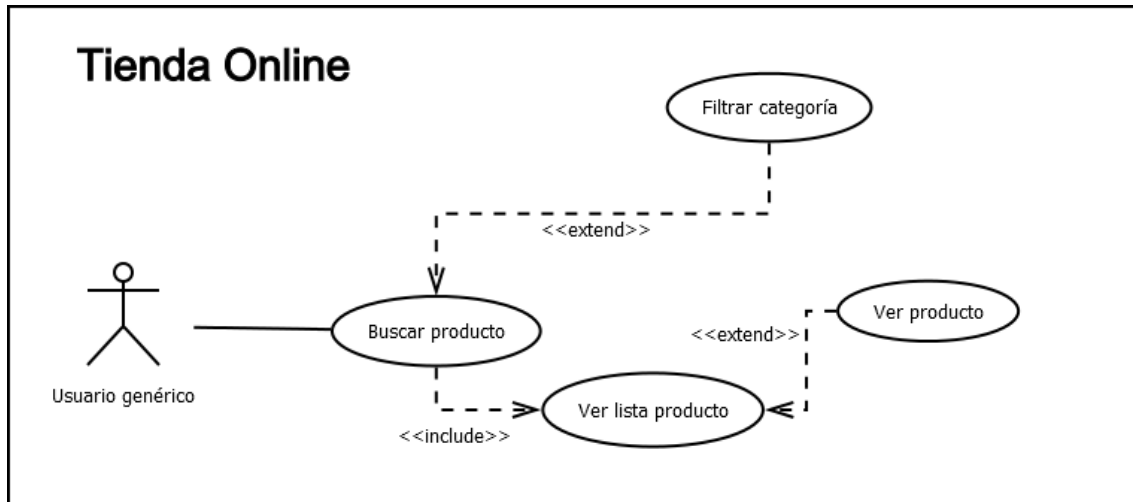 Tienda Online
Filtrar categoría
<<extend>>
Ver producto
Buscar producto
<<extend>>
Usuario genérico
Ver lista producto
<<include>>